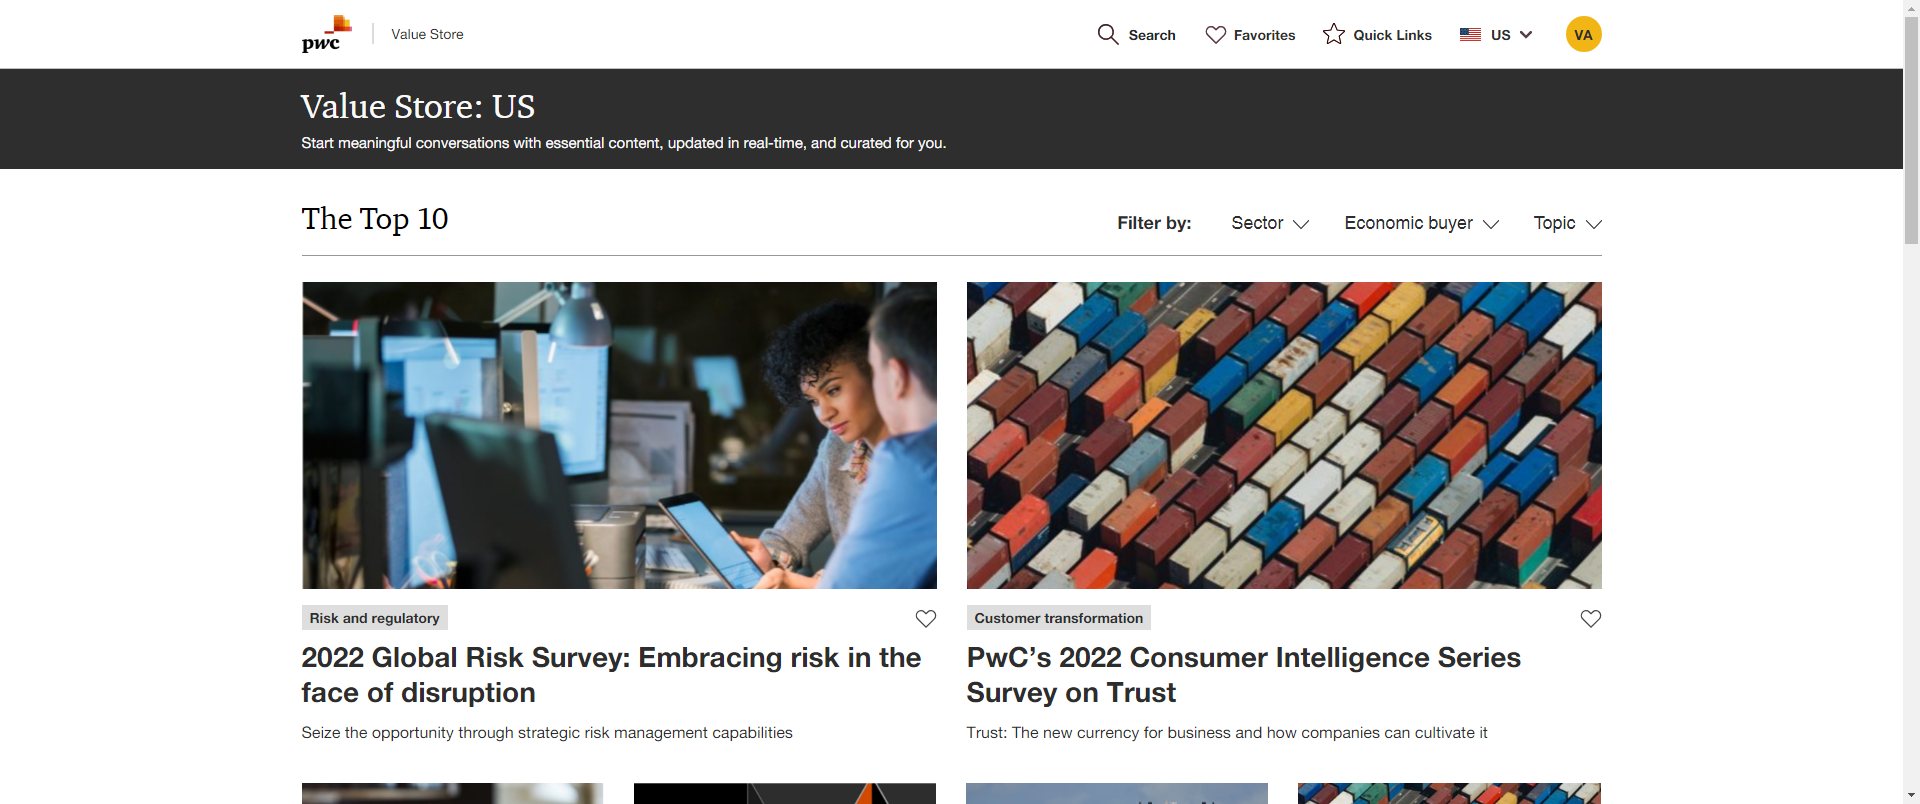 pwc
Value Store
Search
Favorites
Quick Links
US
VA
Value Store: US
Start meaningful conversations with essential content, updated in real-time, and curated for you.
The Top 10
Filter by:
Sector
Economic buyer
Topic
Risk and regulatory
2022 Global Risk Survey: Embracing risk in the
face of disruption
Seize the opportunity through strategic risk management capabilities
Customer transformation
PwC’s 2022 Consumer Intelligence Series
Survey on Trust
Trust: The new currency for business and how companies can cultivate it